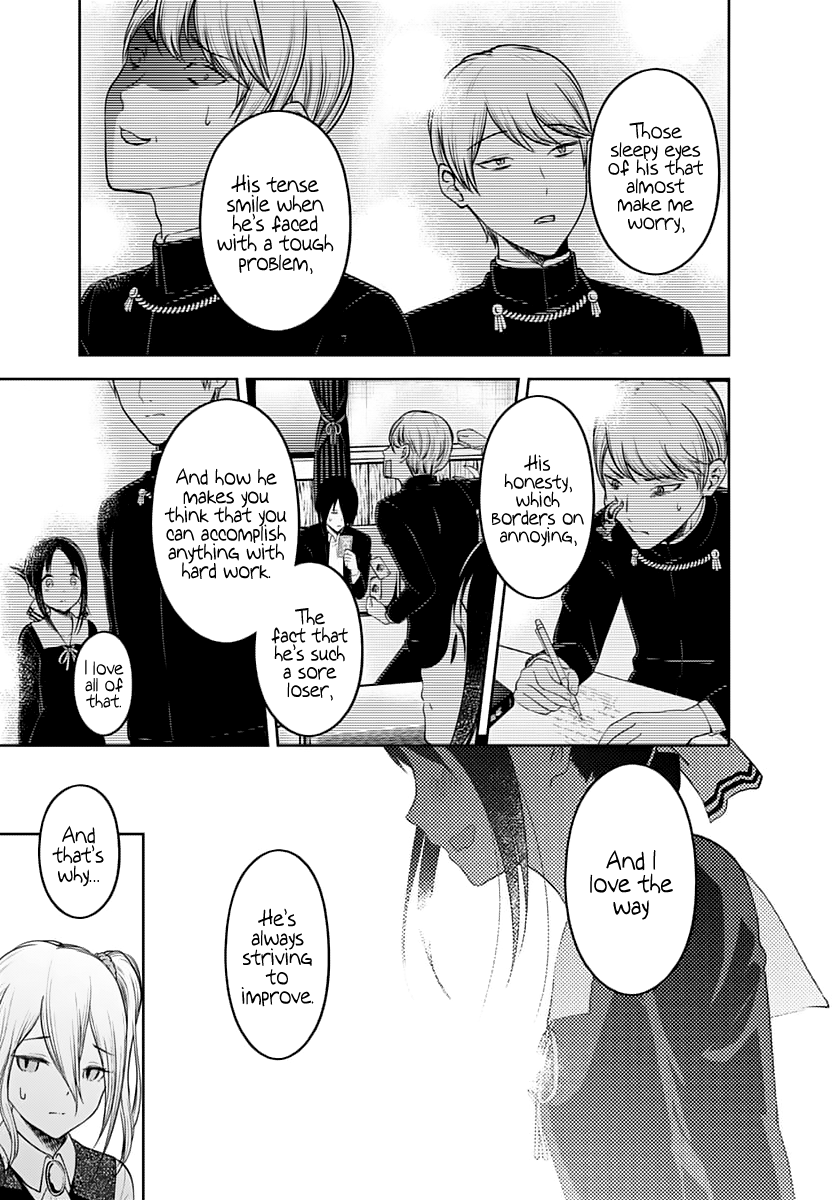 Those
sleepy eyes
of his that
almost
make me
worry,
His tense
smile when
he's faced
with a tough
problem,
His
honesty,
which
borders on
annoying,
The
fact that
he's such
a sore
loser,
And how he
makes you
think that you
can accomplish
anything with
hard work.
I love
all of
that.
And I
love the
way
He's
always
striving
to
improve.
And
that's
why...